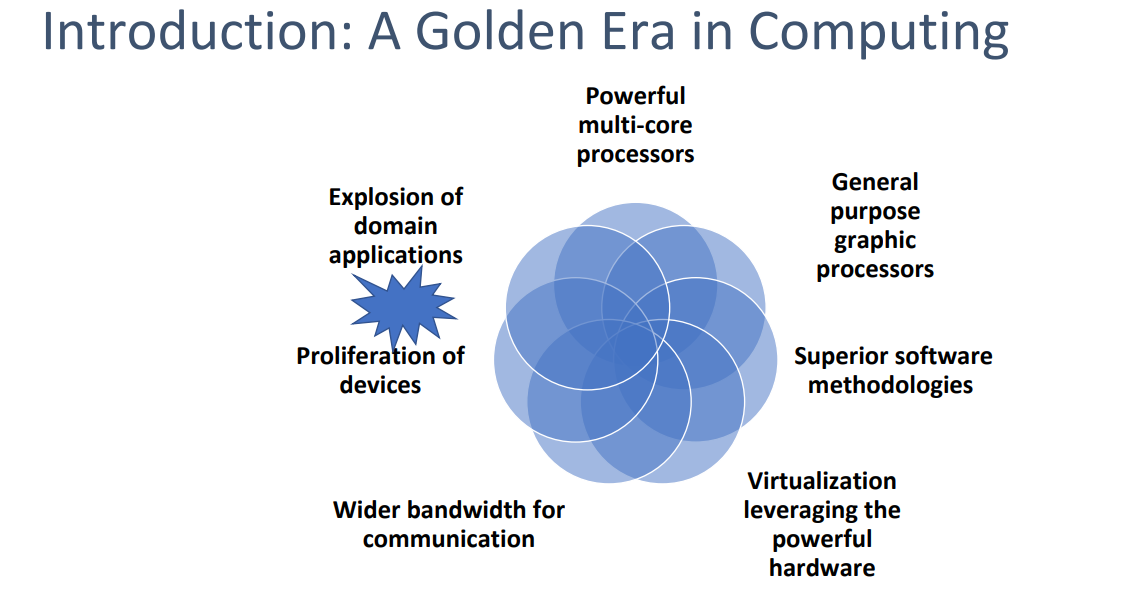 Introduction: A Golden Era in Computing
Powerful
multi-core
processors
General
purpose
graphic
processors
Superior software
methodologies
Virtualization
leveraging the
powerful
hardware
Wider bandwidth for
communication
Proliferation of
devices
Explosion of
domain
applications